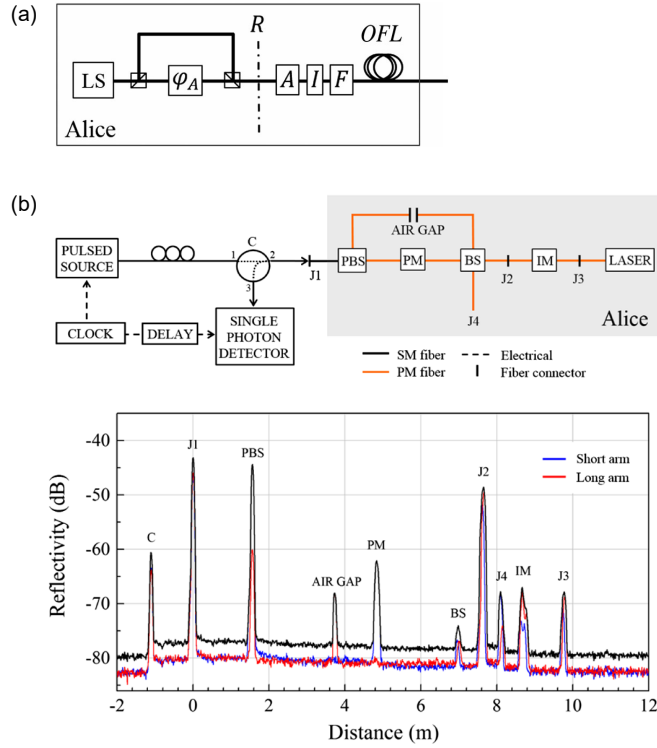 (a)
R
OFL
LS
φA
A
I
F
Alice
(b)
AIR GAP
C
PULSED
SOURCE
1
2
3
J1
PBS
PM
BS
J2
IM
J3
LASER
J4
CLOCK
DELAY
SINGLE
PHOTON
DETECTOR
Alice
SM fiber
Electrical
PM fiber
Fiber connector
-40
-50
-60
-70
-80
Reflectivity (dB)
C
J1
PBS
AIR GAP
PM
BS
J2
J4
IM
J3
Short arm
Long arm
-2
0
2
4
6
8
10
12
Distance (m)